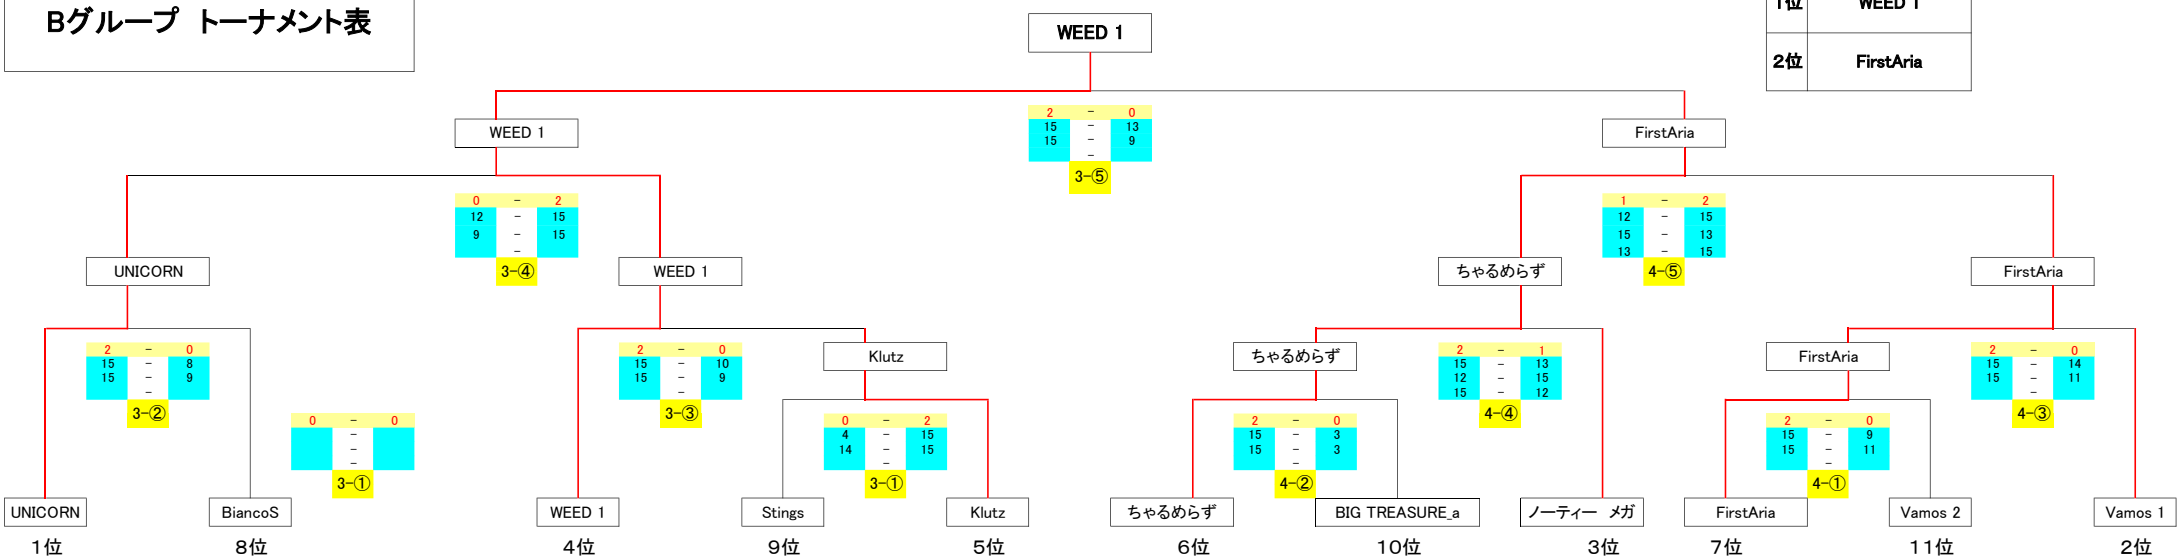 Bグループ トーナメント表
1位 WEED 1
2位 FirstAria
WEED 1
WEED 1
2 - 0
15 - 13
15 - 9
-
3-⑤
FirstAria
0 - 2
12 - 15
9 - 15
-
3-④
1 - 2
12 - 15
15 - 13
13 - 15
4-⑤
UNICORN
WEED 1
ちゃるめらず
FirstAria
2 - 0
15 - 8
15 - 9
-
3-②
0 - 0
-
-
-
3-①
2 - 0
15 - 10
15 - 9
-
3-③
Klutz
0 - 2
4 - 15
14 - 15
-
3-①
ちゃるめらず
2 - 0
15 - 3
15 - 3
-
4-②
2 - 1
15 - 13
12 - 15
15 - 12
4-④
FirstAria
2 - 0
15 - 9
15 - 11
-
4-①
2 - 0
15 - 14
15 - 11
-
4-③
UNICORN BiancoS WEED 1 Stings Klutz ちゃるめらず BIG TREASURE_a ノーティー メガ FirstAria Vamos 2 Vamos 1
1位 8位 4位 9位 5位 6位 10位 3位 7位 11位 2位